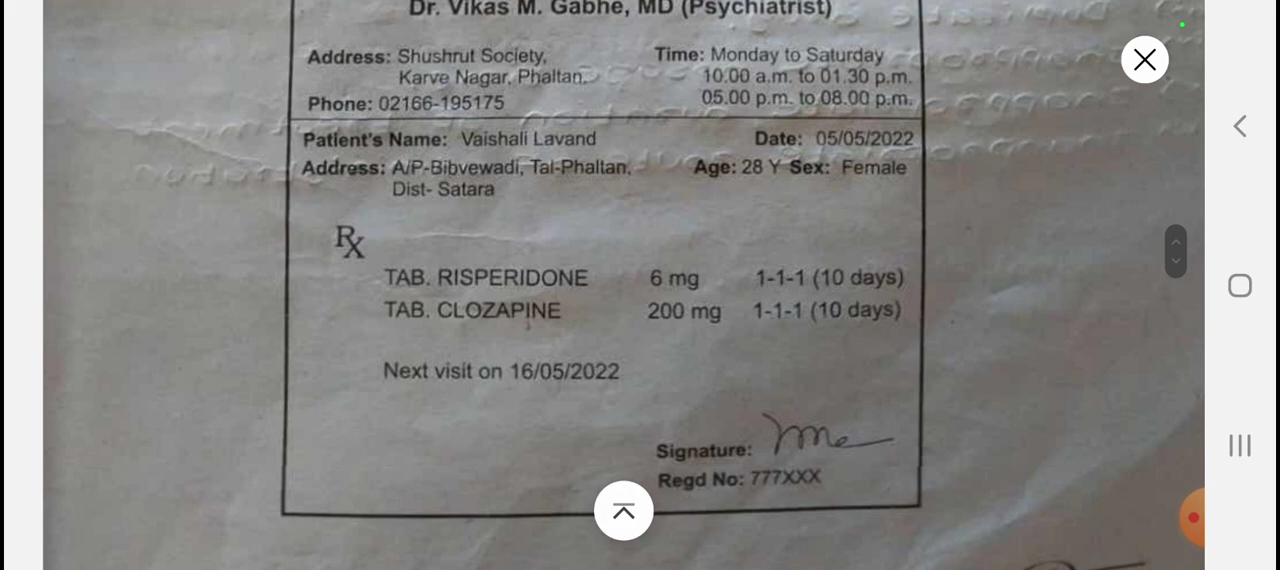 Dr. Vikas M. Gabhe, MD (Psychiatrist)
Address: Shushrut Society, Time: Monday to Saturday
Karve Nagar, Phaltan. 10.00 a.m. to 01.30 p.m.
Phone: 02166-195175 05.00 p.m. to 08.00 p.m.
Patient's Name: Vaishali Lavand Date: 05/05/2022
Address: A/P-Bibvewadi, Tal-Phaltan, Age: 28 Y Sex: Female
Dist- Satara
Rx
TAB. RISPERIDONE 6 mg 1-1-1 (10 days)
TAB. CLOZAPINE 200 mg 1-1-1 (10 days)
Next visit on 16/05/2022
Signature:
Regd No: 777XXX